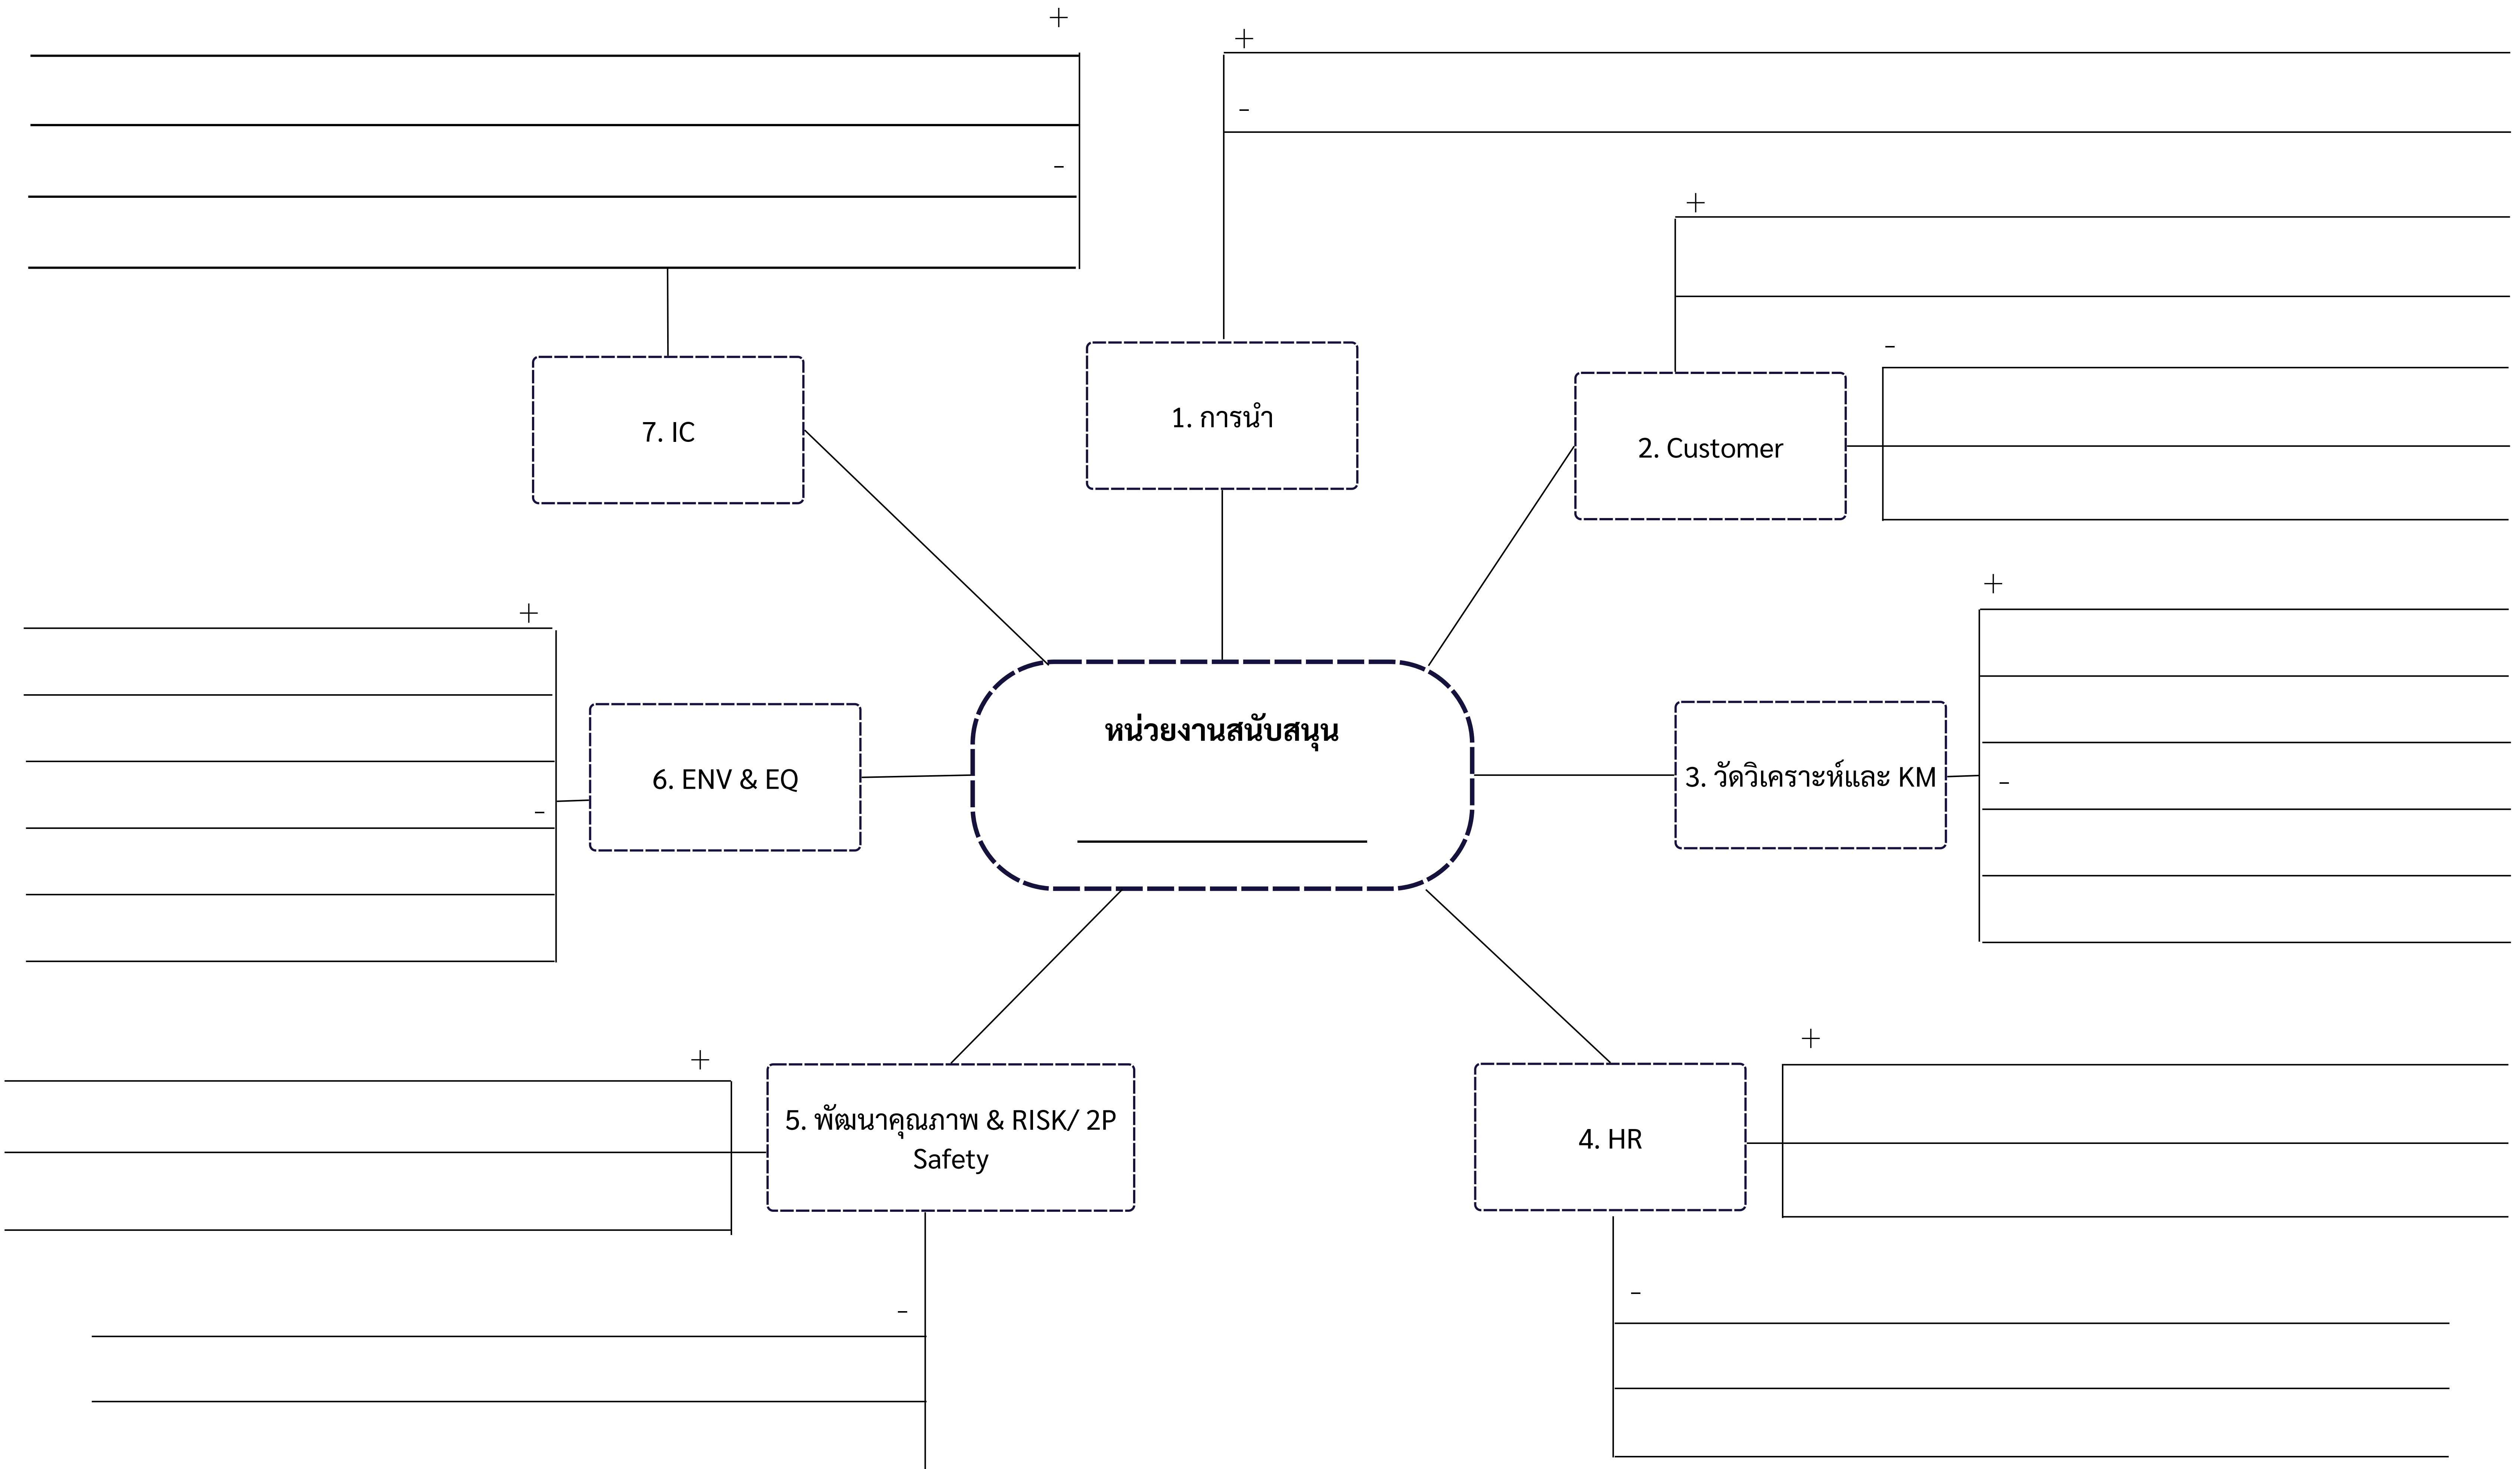 +
+
-
-
+
7. IC
1. การนำ
2. Customer
-
+
+
หน่วยงานสนับสนุน
6. ENV & EQ
-
3. วัดวิเคราะห์และ KM
-
+
+
5. พัฒนาคุณภาพ & RISK/ 2P
Safety
4. HR
-
-